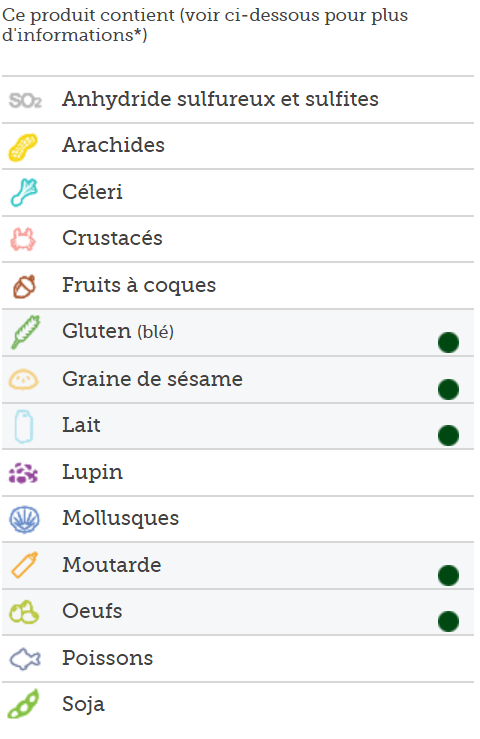 Ce produit contient (voir ci-dessous pour plus
d'informations*)
SO2 Anhydride sulfureux et sulfites
Arachides
Céleri
Crustacés
Fruits à coques
Gluten (blé)
Graine de sésame
Lait
Lupin
Mollusques
Moutarde
Oeufs
Poissons
Soja